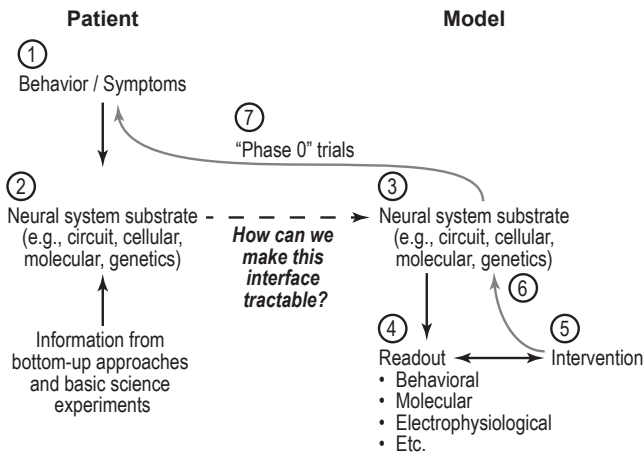 Patient
Model
1
Behavior / Symptoms
7
"Phase 0" trials
2
Neural system substrate
(e.g., circuit, cellular,
molecular, genetics)
How can we
make this
interface
tractable?
3
Neural system substrate
(e.g., circuit, cellular,
molecular, genetics)
6
Information from
bottom-up approaches
and basic science
experiments
4
Readout
• Behavioral
• Molecular
• Electrophysiological
• Etc.
5
Intervention